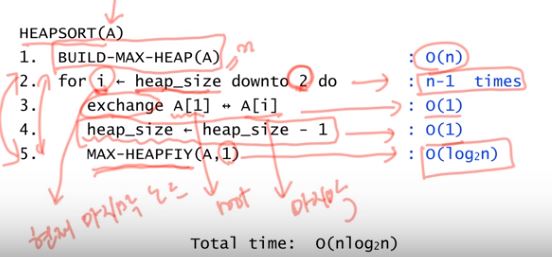 HEAPSORT(A)
1. BUILD-MAX-HEAP(A) n : O(n)
2. for i ← heap_size downto 2 do : n-1 times
3. exchange A[1] ↔ A[i] : O(1)
4. heap_size ← heap_size - 1 : O(1)
5. MAX-HEAPFIY(A,1) : O(log₂n)
현재 마지막 노드 root 마지막
Total time: O(nlog₂n)